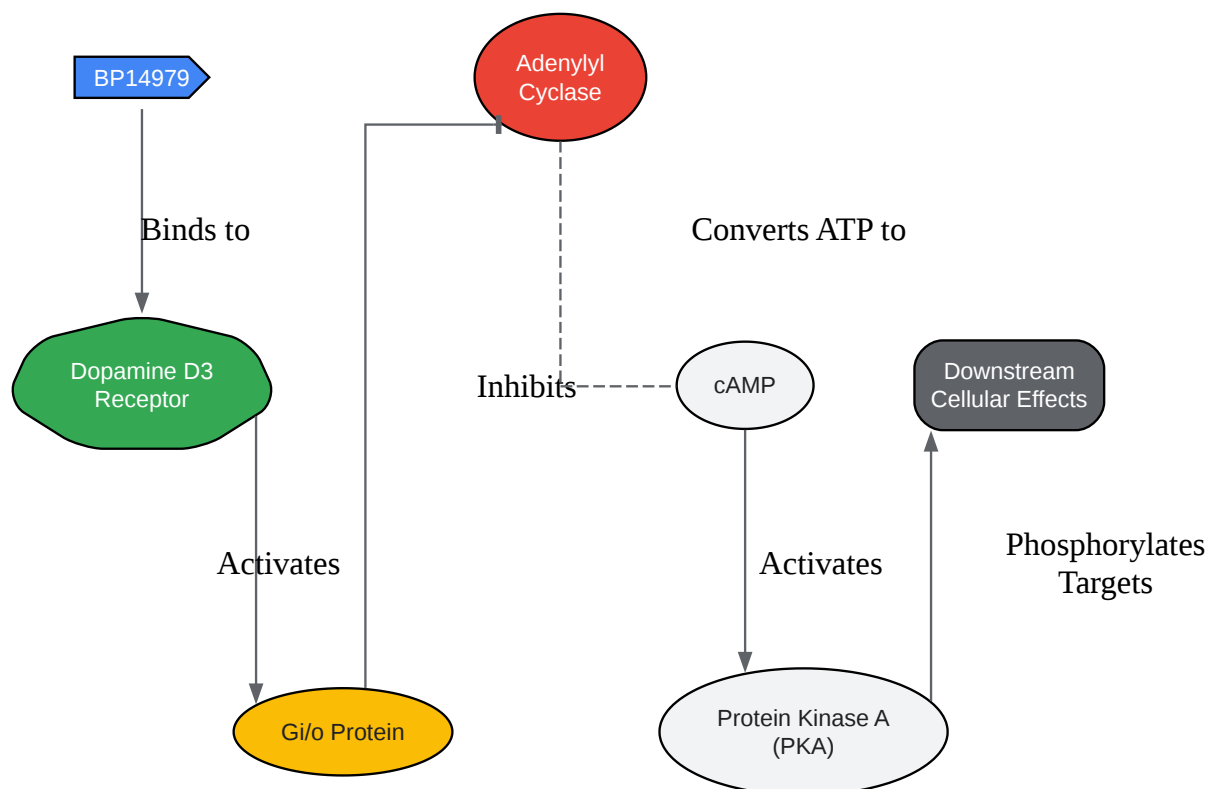 BP14979
Adenylyl
Cyclase
Binds to
Converts ATP to
Dopamine D3
Receptor
Inhibits
cAMP
Downstream
Cellular Effects
Activates
Activates
Phosphorylates
Targets
Gi/o Protein
Protein Kinase A
(PKA)